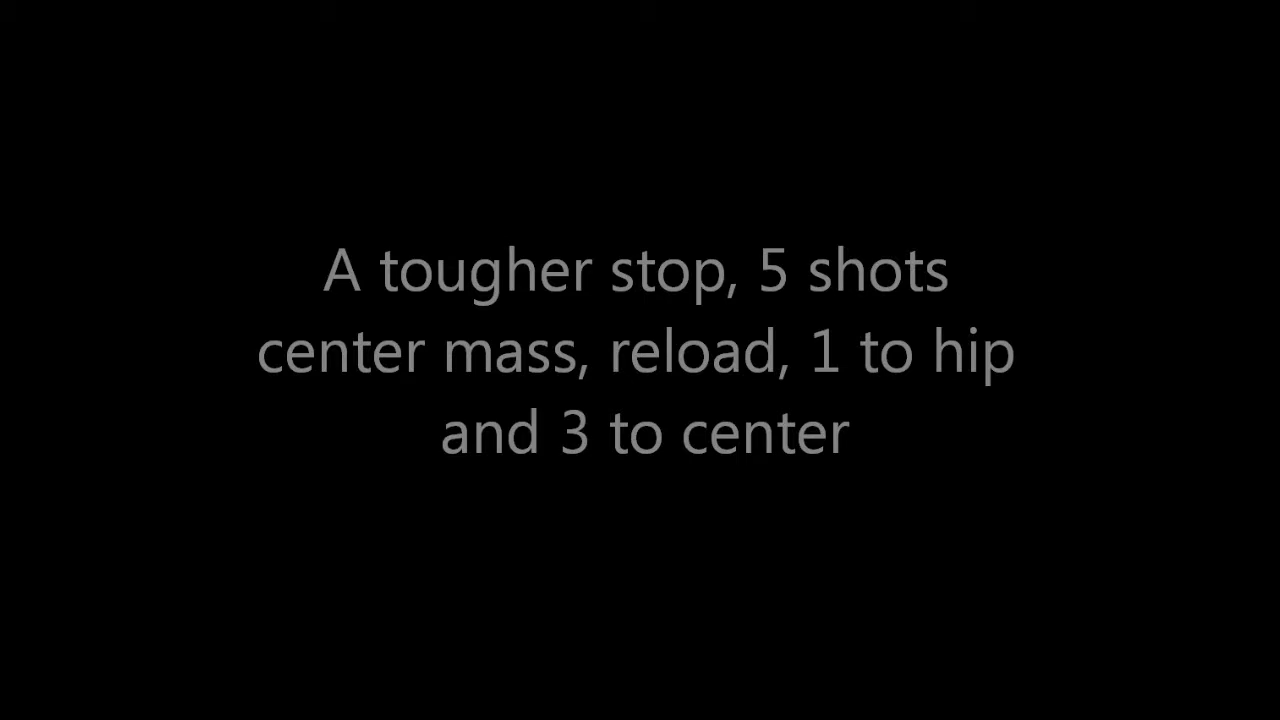 A tougher stop, 5 shots
center mass, reload, 1 to hip
and 3 to center